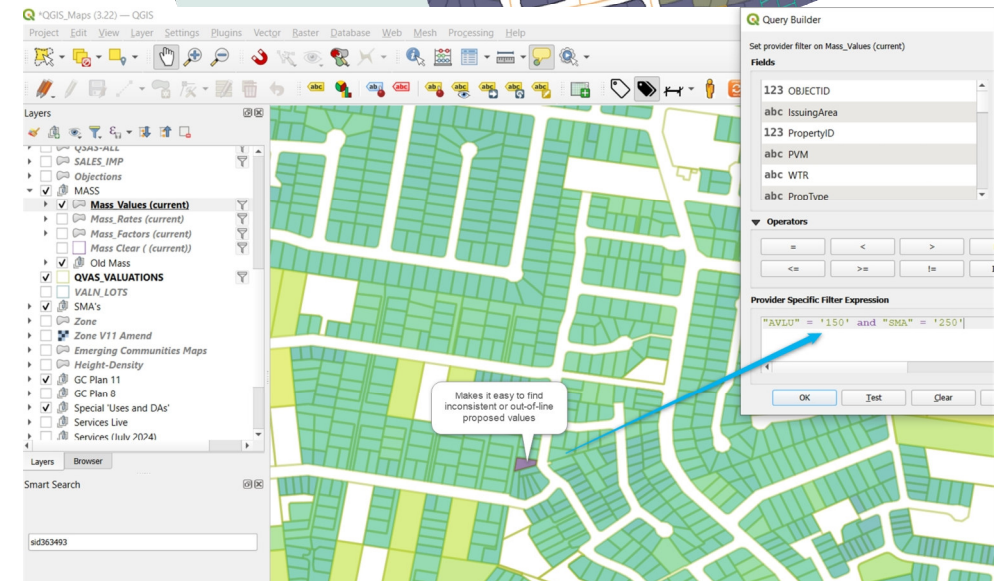 *QGIS_Maps (3.22) — QGIS
Project Edit View Layer Settings Plugins Vector Raster Database Web Mesh Processing Help
Layers
QSAS-ALL
SALES_IMP
Objections
MASS
Mass_Values (current)
Mass_Rates (current)
Mass_Factors (current)
Mass Clear ( (current))
Old Mass
QVAS_VALUATIONS
VALN_LOTS
SMA's
Zone
Zone V11 Amend
Emerging Communities Maps
Height-Density
GC Plan 11
GC Plan 8
Special 'Uses and DAs'
Services Live
Services (July 2024)
Layers Browser
Smart Search
sid363493
Makes it easy to find
inconsistent or out-of-line
proposed values
Query Builder
Set provider filter on Mass_Values (current)
Fields
123 OBJECTID
abc IssuingArea
123 PropertyID
abc PVM
abc WTR
abc PropType
Operators
= < >
<= >= !=
Provider Specific Filter Expression
"AVLU" = '150' and "SMA" = '250'
OK Test Clear